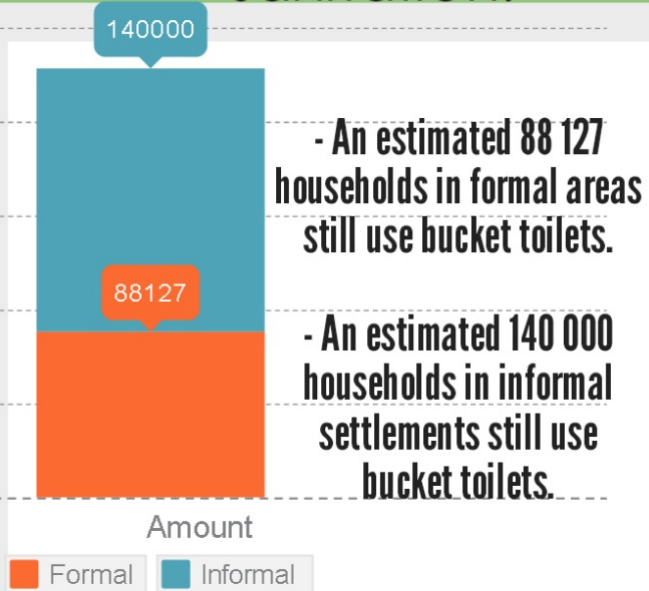 140000
- An estimated 88 127
households in formal areas
still use bucket toilets.
88127
- An estimated 140 000
households in informal
settlements still use
bucket toilets.
Amount
Formal
Informal